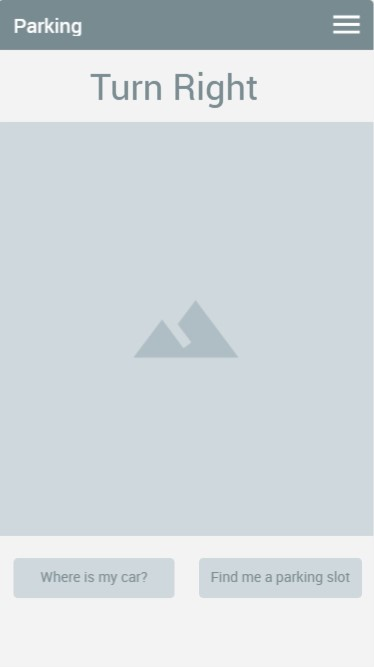 Parking
Turn Right
Where is my car?
Find me a parking slot